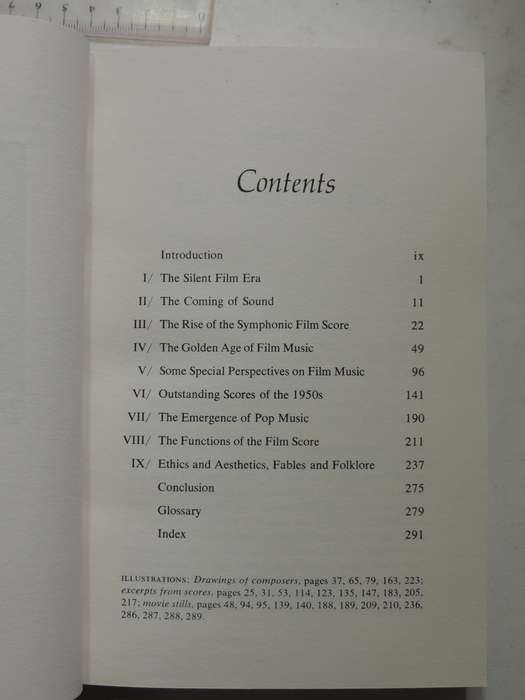 Contents
Introduction ix
I/ The Silent Film Era 1
II/ The Coming of Sound 11
III/ The Rise of the Symphonic Film Score 22
IV/ The Golden Age of Film Music 49
V/ Some Special Perspectives on Film Music 96
VI/ Outstanding Scores of the 1950s 141
VII/ The Emergence of Pop Music 190
VIII/ The Functions of the Film Score 211
IX/ Ethics and Aesthetics, Fables and Folklore 237
Conclusion 275
Glossary 279
Index 291
ILLUSTRATIONS: Drawings of composers, pages 37, 65, 79, 163, 223;
excerpts from scores, pages 25, 31, 53, 114, 123, 135, 147, 183, 205,
217; movie stills, pages 48, 94, 95, 139, 140, 188, 189, 209, 210, 236,
286, 287, 288, 289.